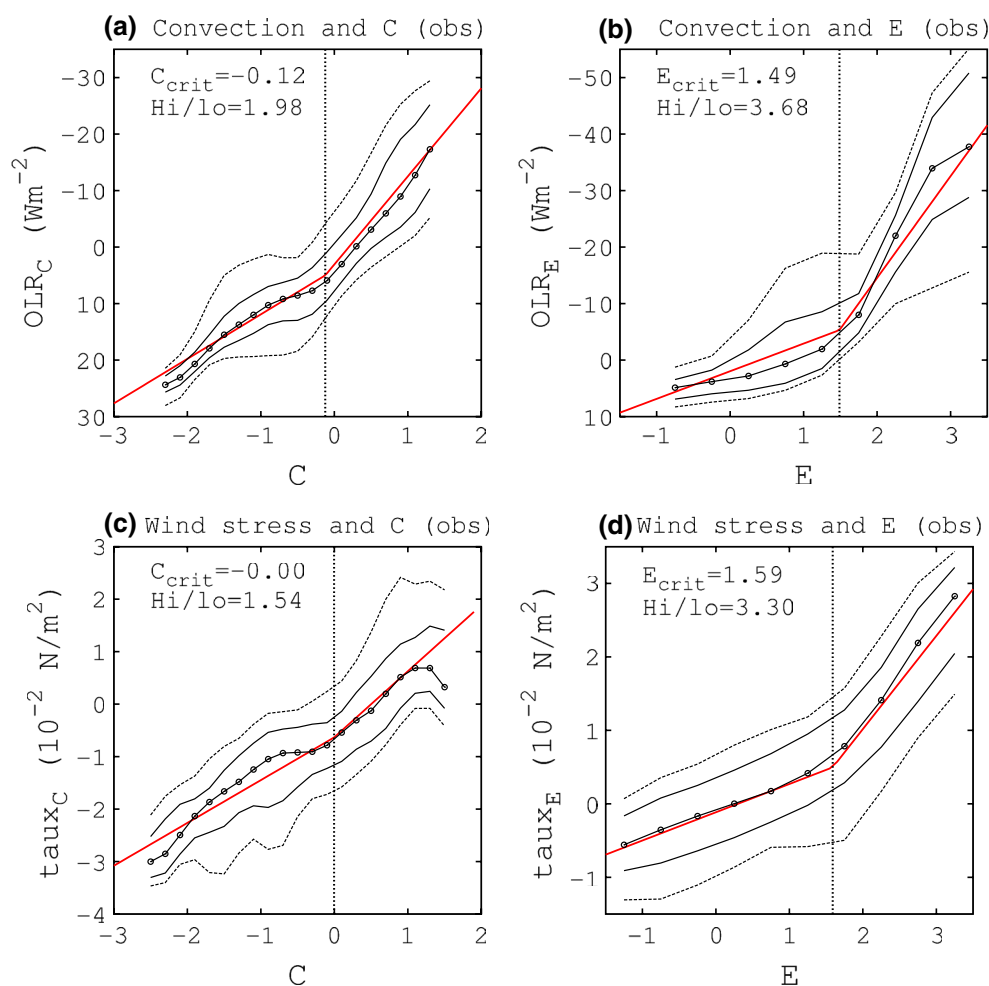 (a) Convection and C (obs)
C_crit=−0.12
Hi/lo=1.98
OLR_C (Wm^−2)
−30
−20
−10
0
10
20
30
−3 −2 −1 0 1 2
C
(b) Convection and E (obs)
E_crit=1.49
Hi/lo=3.68
OLR_E (Wm^−2)
−50
−40
−30
−20
−10
0
10
−1 0 1 2 3
E
(c) Wind stress and C (obs)
C_crit=−0.00
Hi/lo=1.54
taux_C (10^−2 N/m^2)
3
2
1
0
−1
−2
−3
−4
−3 −2 −1 0 1 2
C
(d) Wind stress and E (obs)
E_crit=1.59
Hi/lo=3.30
taux_E (10^−2 N/m^2)
3
2
1
0
−1
−1 0 1 2 3
E